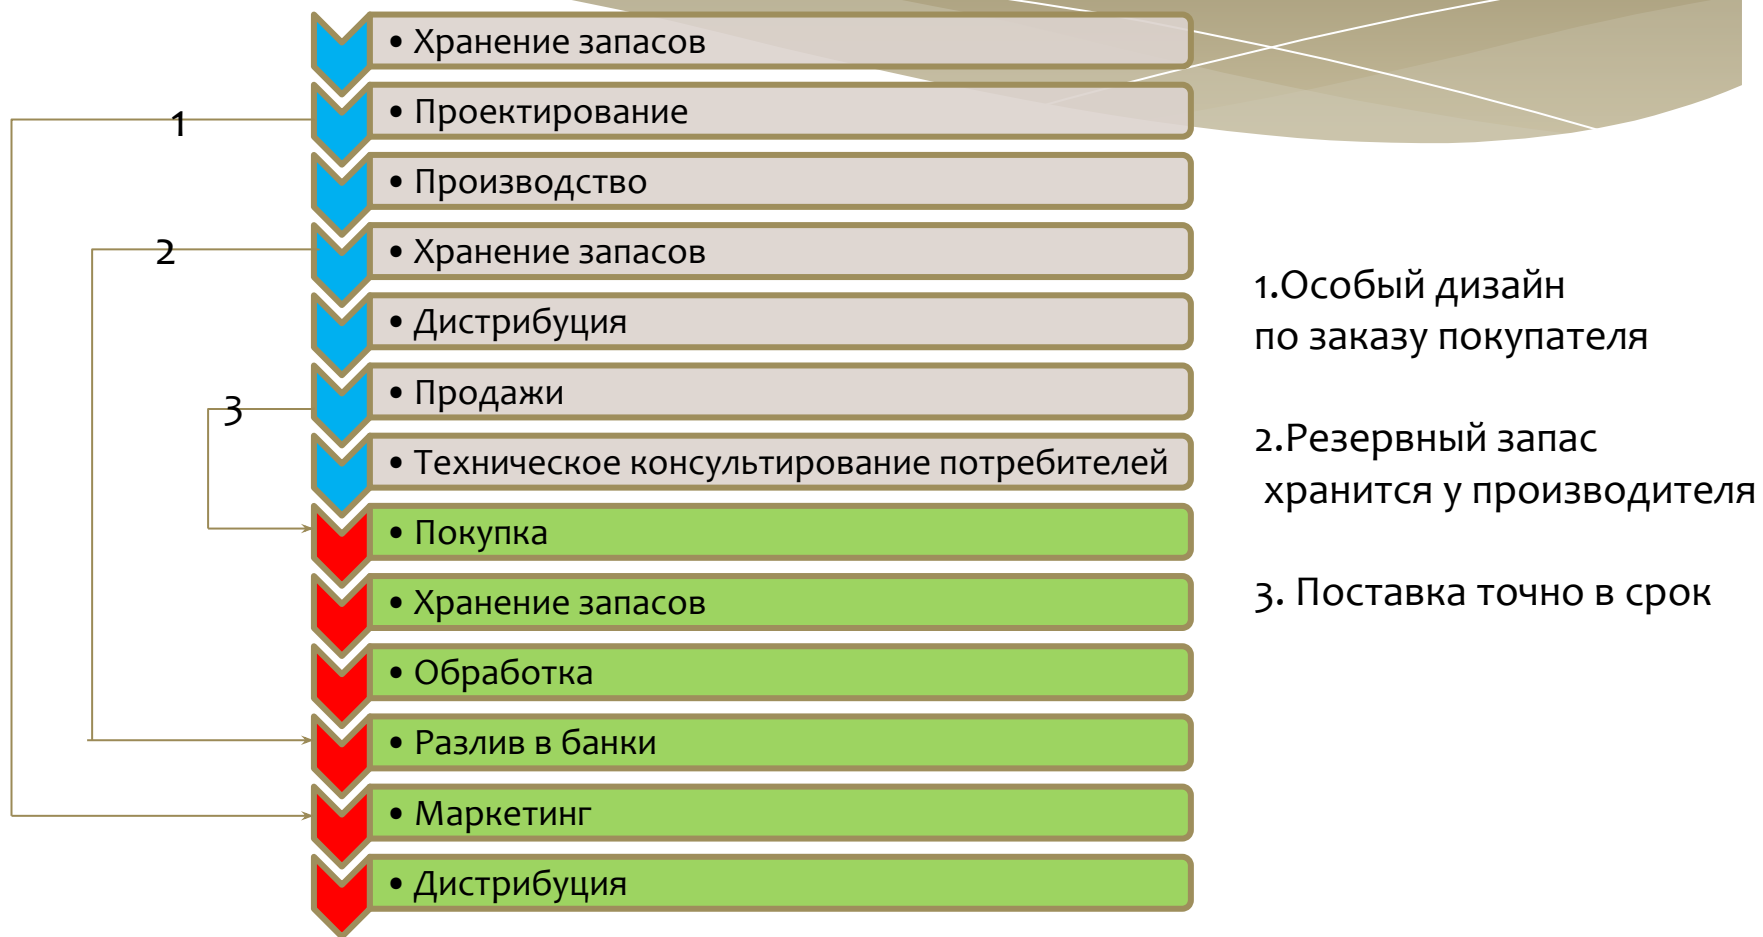 • Хранение запасов
• Проектирование
1
• Производство
• Хранение запасов
2
• Дистрибуция
• Продажи
3
• Техническое консультирование потребителей
• Покупка
• Хранение запасов
• Обработка
• Разлив в банки
• Маркетинг
• Дистрибуция
1.Особый дизайн
по заказу покупателя
2.Резервный запас
хранится у производителя
3. Поставка точно в срок